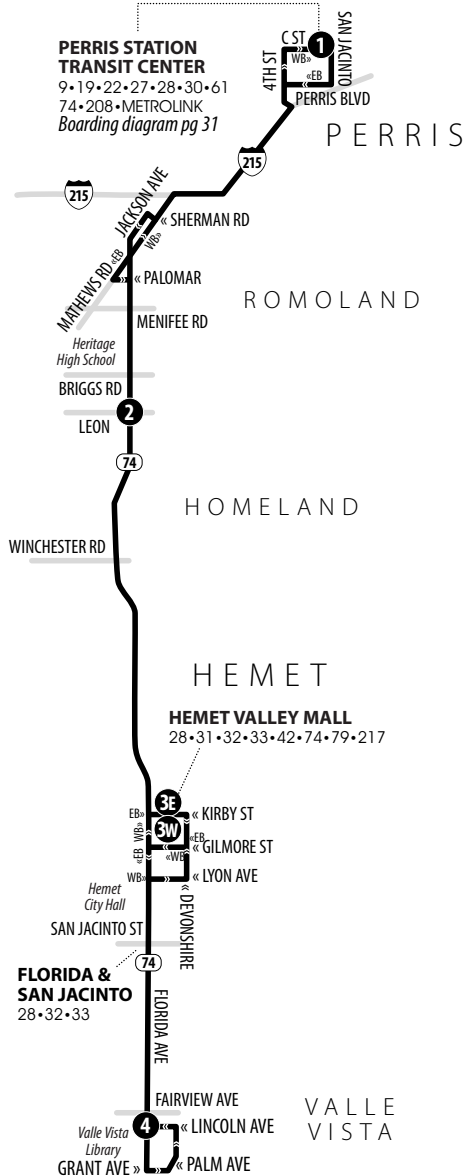 C ST
1
SAN JACINTO
PERRIS STATION
TRANSIT CENTER
9•19•22•27•28•30•61
74•208•METROLINK
Boarding diagram pg 31
4TH ST
WB»
«EB
PERRIS BLVD
PERRIS
215
215
JACKSON AVE
« SHERMAN RD
«EB
WB»
MATHEWS RD
« PALOMAR
ROMOLAND
MENIFEE RD
Heritage
High School
BRIGGS RD
2
LEON
74
HOMELAND
WINCHESTER RD
HEMET
HEMET VALLEY MALL
28•31•32•33•42•74•79•217
3E
EB»
« KIRBY ST
3W
WB»
«EB
«EB
«WB
« GILMORE ST
WB»
« LYON AVE
Hemet
City Hall
« DEVONSHIRE
SAN JACINTO ST
74
FLORIDA &
SAN JACINTO
28•32•33
FLORIDA AVE
FAIRVIEW AVE
VALLE
VISTA
4
« LINCOLN AVE
Valle Vista
Library
GRANT AVE »
« PALM AVE